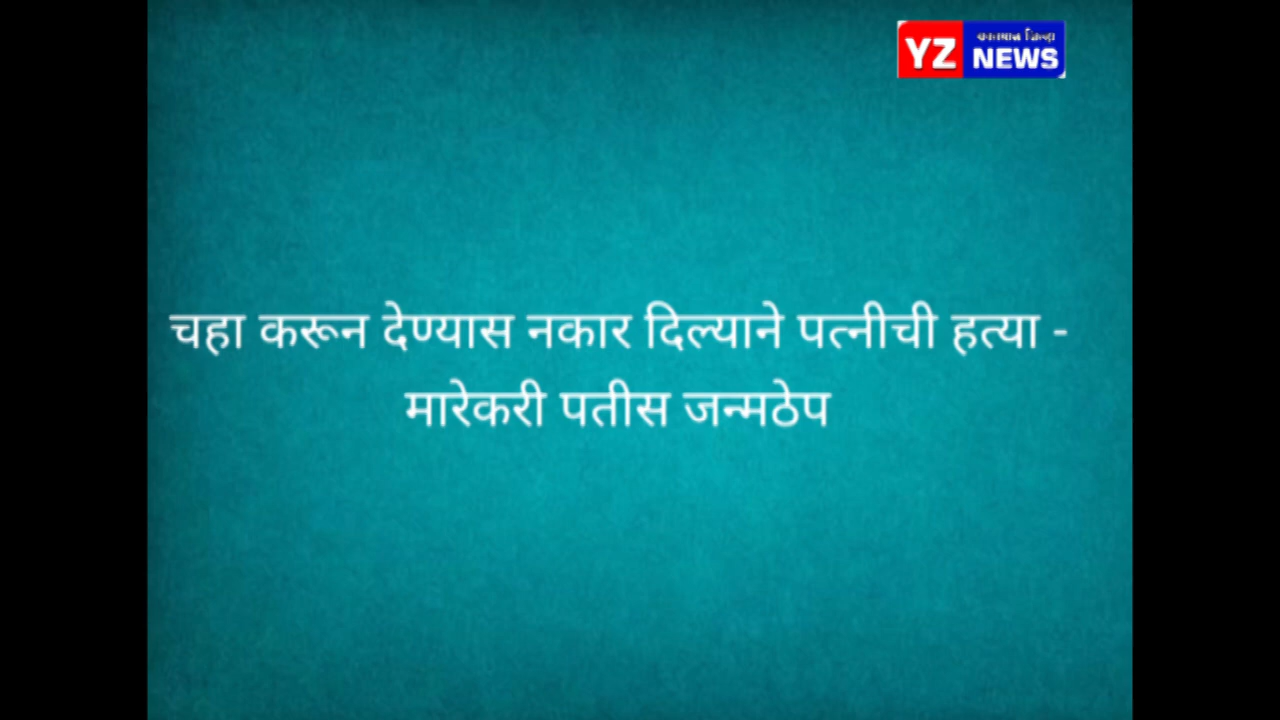 YZ NEWS
चहा करून देण्यास नकार दिल्याने पत्नीची हत्या -
मारेकरी पतीस जन्मठेप